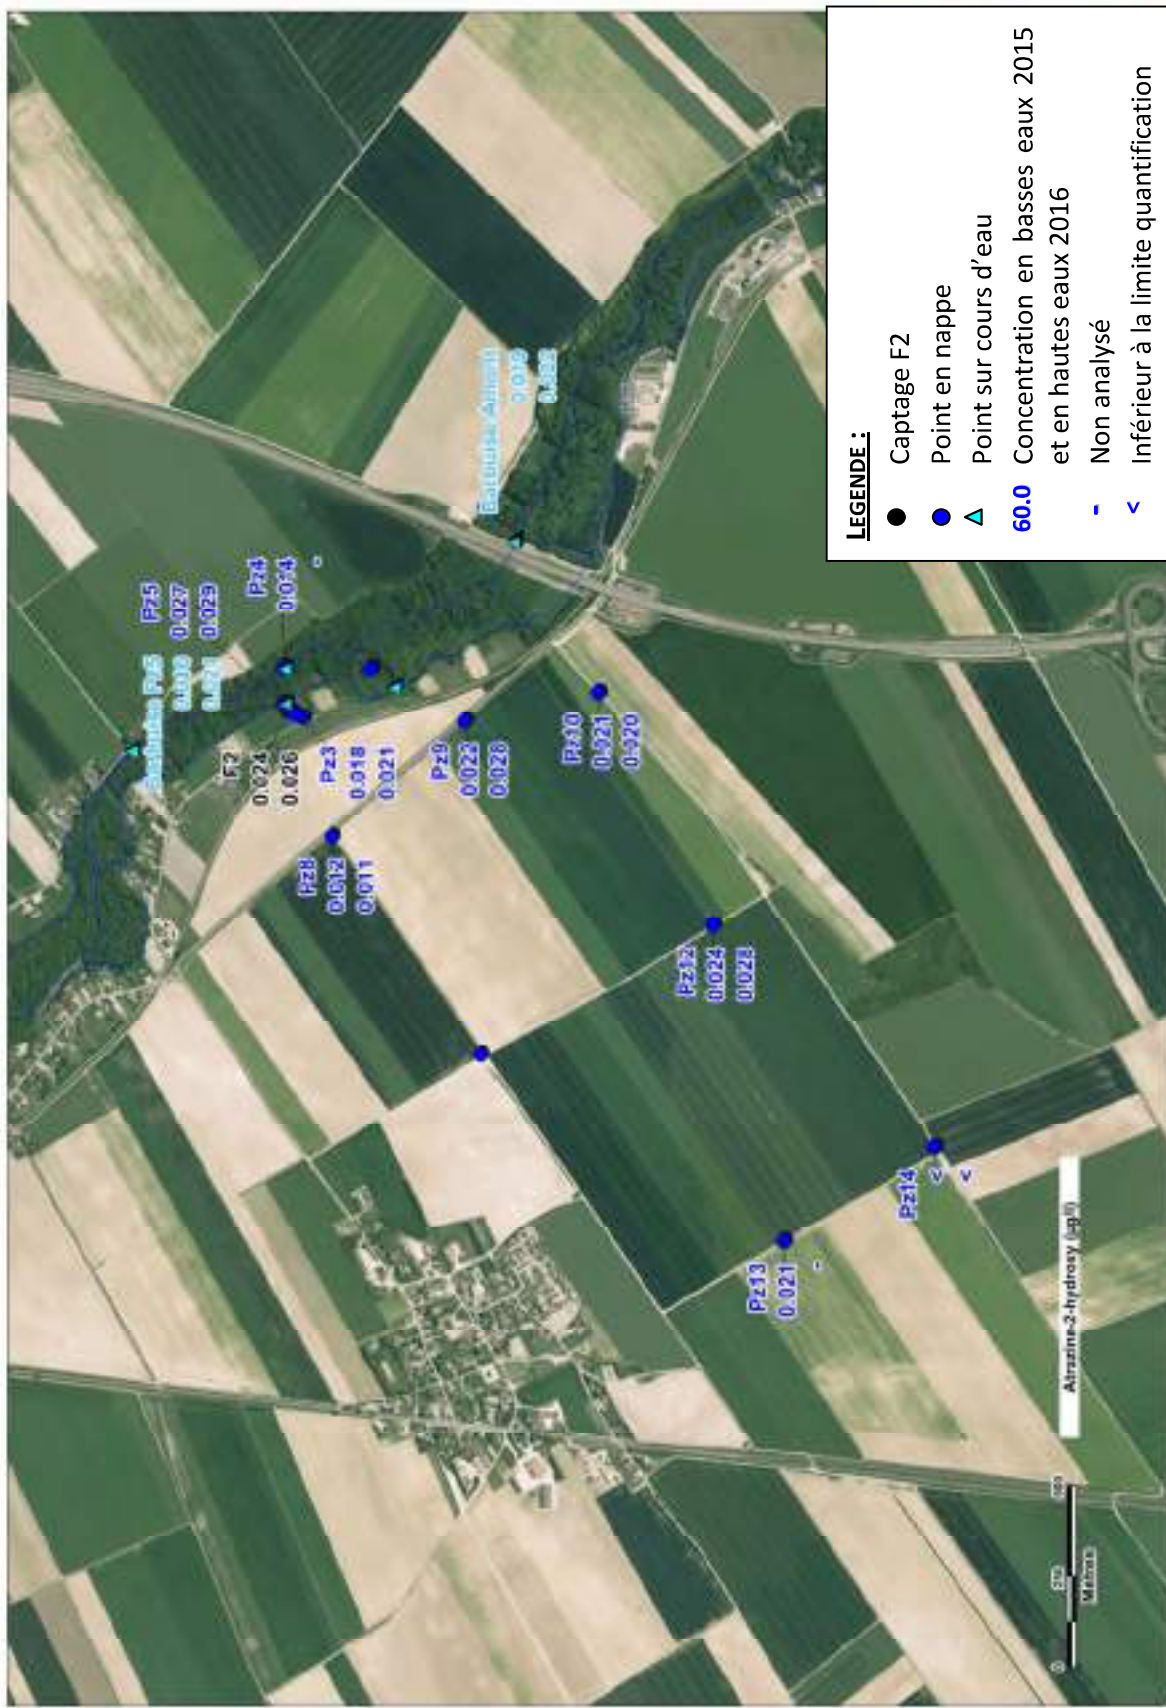 Pz5
0.027
0.029
Pz4
0.014
-
F2
0.024
0.026
Pz3
0.018
0.021
Pz8
0.012
0.011
Pz9
0.022
0.028
Pz10
0.021
0.020
Pz12
0.024
0.028
Pz13
0.021
-
Pz14
<
<
Atrazine-2-hydroxy (µg/l)
0
Mètres
LEGENDE :
Captage F2
Point en nappe
Point sur cours d’eau
60.0 Concentration en basses eaux 2015
et en hautes eaux 2016
- Non analysé
< Inférieur à la limite quantification